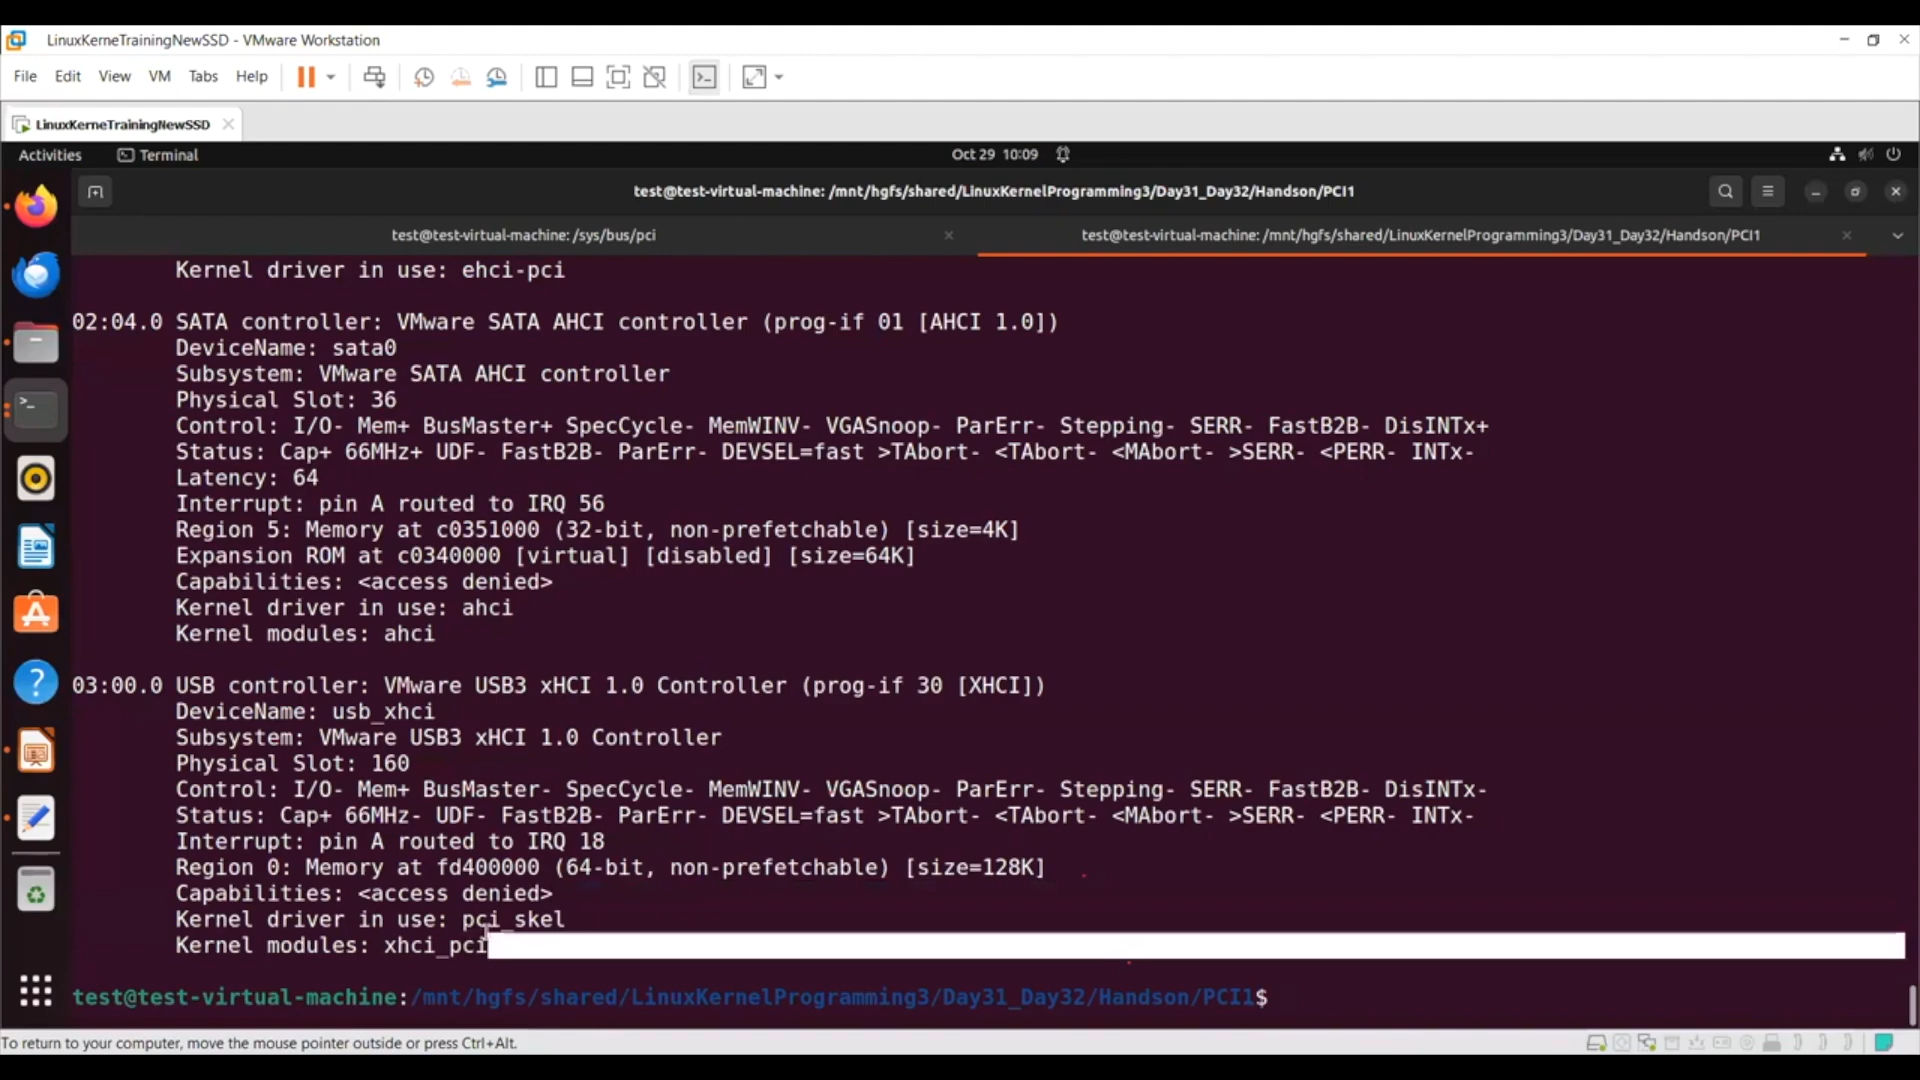 LinuxKerneTrainingNewSSD - VMware Workstation
File Edit View VM Tabs Help
LinuxKerneTrainingNewSSD
Activities Terminal Oct 29 10:09
test@test-virtual-machine: /mnt/hgfs/shared/LinuxKernelProgramming3/Day31_Day32/Handson/PCI1
test@test-virtual-machine: /sys/bus/pci test@test-virtual-machine: /mnt/hgfs/shared/LinuxKernelProgramming3/Day31_Day32/Handson/PCI1
Kernel driver in use: ehci-pci
02:04.0 SATA controller: VMware SATA AHCI controller (prog-if 01 [AHCI 1.0])
DeviceName: sata0
Subsystem: VMware SATA AHCI controller
Physical Slot: 36
Control: I/O- Mem+ BusMaster+ SpecCycle- MemWINV- VGASnoop- ParErr- Stepping- SERR- FastB2B- DisINTx+
Status: Cap+ 66MHz+ UDF- FastB2B- ParErr- DEVSEL=fast >TAbort- <TAbort- <MAbort- >SERR- <PERR- INTx-
Latency: 64
Interrupt: pin A routed to IRQ 56
Region 5: Memory at c0351000 (32-bit, non-prefetchable) [size=4K]
Expansion ROM at c0340000 [virtual] [disabled] [size=64K]
Capabilities: <access denied>
Kernel driver in use: ahci
Kernel modules: ahci
03:00.0 USB controller: VMware USB3 xHCI 1.0 Controller (prog-if 30 [XHCI])
DeviceName: usb_xhci
Subsystem: VMware USB3 xHCI 1.0 Controller
Physical Slot: 160
Control: I/O- Mem+ BusMaster- SpecCycle- MemWINV- VGASnoop- ParErr- Stepping- SERR- FastB2B- DisINTx-
Status: Cap+ 66MHz- UDF- FastB2B- ParErr- DEVSEL=fast >TAbort- <TAbort- <MAbort- >SERR- <PERR- INTx-
Interrupt: pin A routed to IRQ 18
Region 0: Memory at fd400000 (64-bit, non-prefetchable) [size=128K]
Capabilities: <access denied>
Kernel driver in use: pci_skel
Kernel modules: xhci_pci
test@test-virtual-machine:/mnt/hgfs/shared/LinuxKernelProgramming3/Day31_Day32/Handson/PCI1$
To return to your computer, move the mouse pointer outside or press Ctrl+Alt.